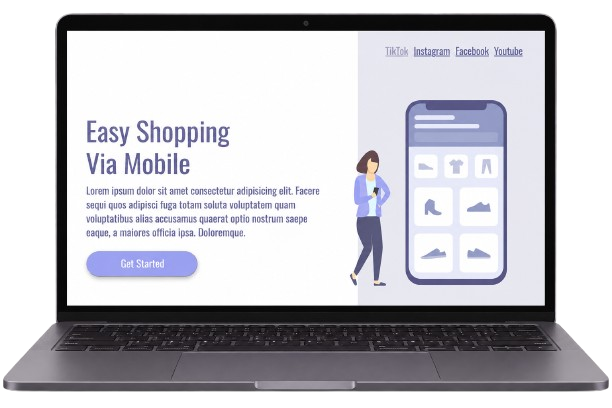 TikTok Instagram Facebook Youtube
Easy Shopping
Via Mobile
Lorem ipsum dolor sit amet consectetur adipisicing elit. Facere
sequi quos adipisci fuga totam soluta voluptatem quam
voluptatibus alias accusamus quaerat optio nostrum saepe
eaque, a maiores officia ipsa. Doloremque.
Get Started